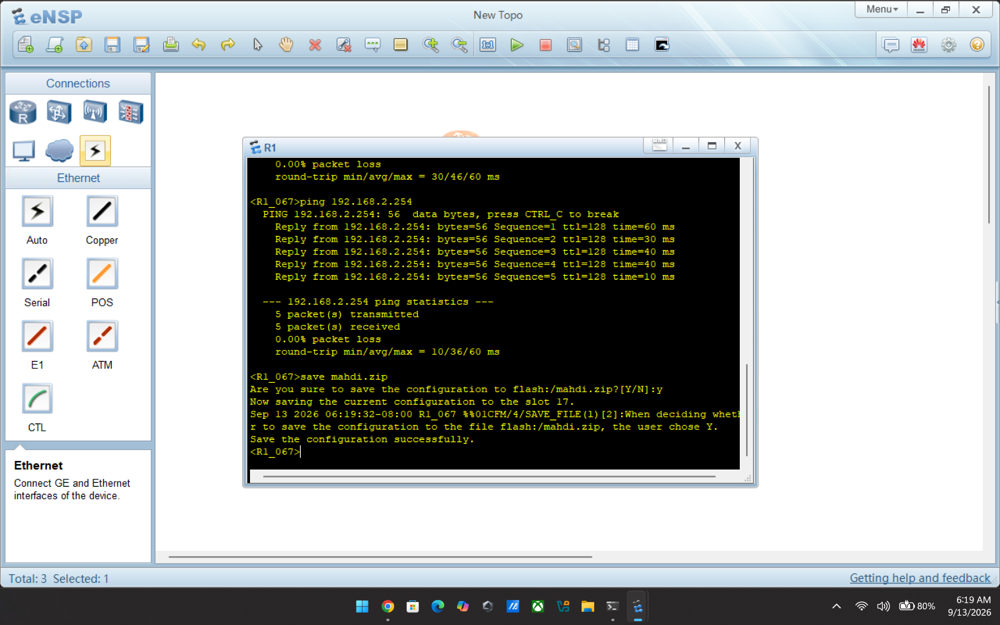 eNSP
New Topo
Menu
1:1
Connections
R
Ethernet
Auto
Copper
Serial
POS
E1
ATM
CTL
Ethernet
Connect GE and Ethernet
interfaces of the device.
R1
0.00% packet loss
round-trip min/avg/max = 30/46/60 ms
<R1_067>ping 192.168.2.254
PING 192.168.2.254: 56  data bytes, press CTRL_C to break
Reply from 192.168.2.254: bytes=56 Sequence=1 ttl=128 time=60 ms
Reply from 192.168.2.254: bytes=56 Sequence=2 ttl=128 time=30 ms
Reply from 192.168.2.254: bytes=56 Sequence=3 ttl=128 time=40 ms
Reply from 192.168.2.254: bytes=56 Sequence=4 ttl=128 time=40 ms
Reply from 192.168.2.254: bytes=56 Sequence=5 ttl=128 time=10 ms
--- 192.168.2.254 ping statistics ---
5 packet(s) transmitted
5 packet(s) received
0.00% packet loss
round-trip min/avg/max = 10/36/60 ms
<R1_067>save mahdi.zip
Are you sure to save the configuration to flash:/mahdi.zip?[Y/N]:y
Now saving the current configuration to the slot 17.
Sep 13 2026 06:19:32-08:00 R1_067 %%01CFM/4/SAVE_FILE(l)[2]:When deciding wheth
r to save the configuration to the file flash:/mahdi.zip, the user chose Y.
Save the configuration successfully.
<R1_067>
Total: 3 Selected: 1
Getting help and feedback
80%
6:19 AM
9/13/2026